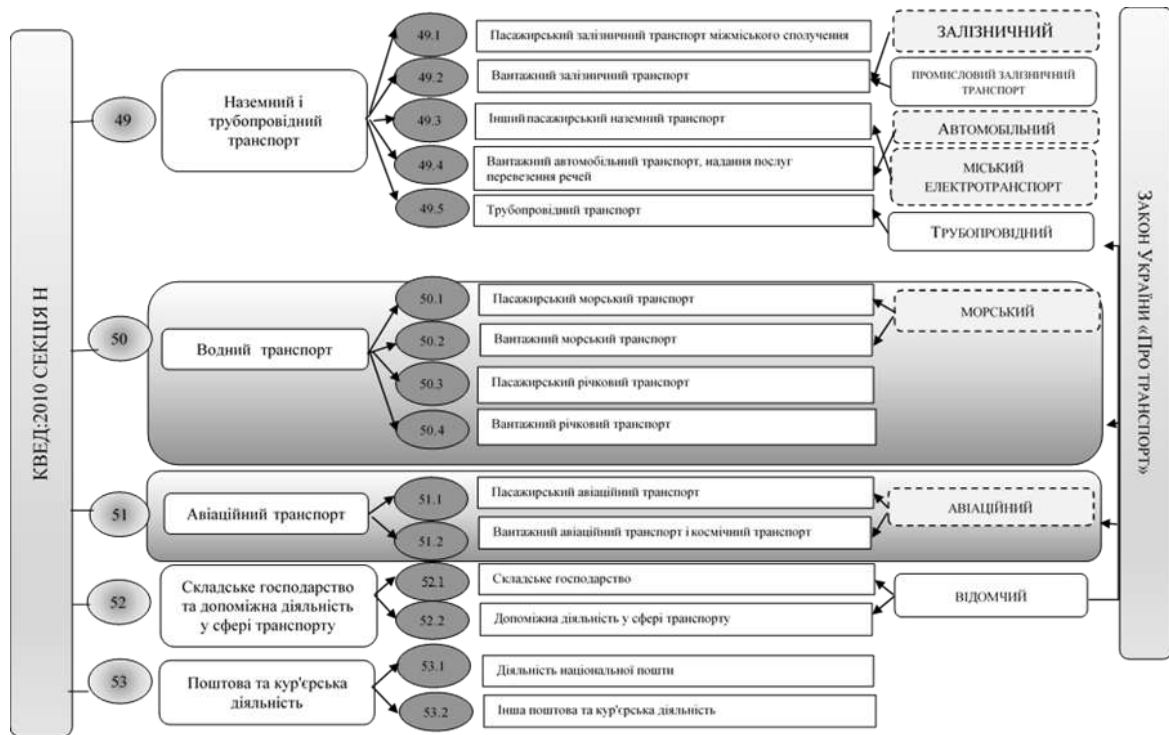 КВЕД:2010 СЕКЦІЯ Н
49
Наземний і
трубопровідний
транспорт
49.1
Пасажирський залізничний транспорт міжміського сполучення
49.2
Вантажний залізничний транспорт
49.3
Інший пасажирський наземний транспорт
49.4
Вантажний автомобільний транспорт, надання послуг
перевезення речей
49.5
Трубопровідний транспорт
ЗАЛІЗНИЧНИЙ
ПРОМИСЛОВИЙ ЗАЛІЗНИЧНИЙ
ТРАНСПОРТ
АВТОМОБІЛЬНИЙ
МІСЬКИЙ
ЕЛЕКТРОТРАНСПОРТ
ТРУБОПРОВІДНИЙ
50
Водний транспорт
50.1
Пасажирський морський транспорт
50.2
Вантажний морський транспорт
50.3
Пасажирський річковий транспорт
50.4
Вантажний річковий транспорт
МОРСЬКИЙ
51
Авіаційний транспорт
51.1
Пасажирський авіаційний транспорт
51.2
Вантажний авіаційний транспорт і космічний транспорт
АВІАЦІЙНИЙ
52
Складське господарство
та допоміжна діяльність
у сфері транспорту
52.1
Складське господарство
52.2
Допоміжна діяльність у сфері транспорту
ВІДОМЧИЙ
53
Поштова та кур'єрська
діяльність
53.1
Діяльність національної пошти
53.2
Інша поштова та кур'єрська діяльність
ЗАКОН УКРАЇНИ «ПРО ТРАНСПОРТ»